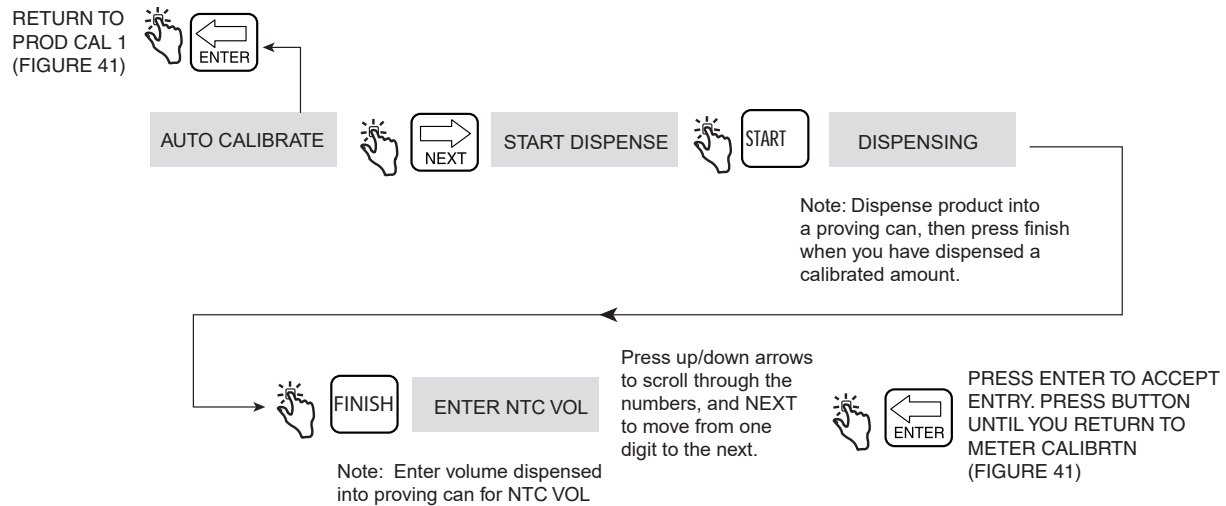 RETURN TO
PROD CAL 1
(FIGURE 41)
ENTER
AUTO CALIBRATE
NEXT
START DISPENSE
START
DISPENSING
Note: Dispense product into
a proving can, then press finish
when you have dispensed a
calibrated amount.
FINISH
ENTER NTC VOL
Note:  Enter volume dispensed
into proving can for NTC VOL
Press up/down arrows
to scroll through the
numbers, and NEXT
to move from one
digit to the next.
ENTER
PRESS ENTER TO ACCEPT
ENTRY. PRESS BUTTON
UNTIL YOU RETURN TO
METER CALIBRTN
(FIGURE 41)